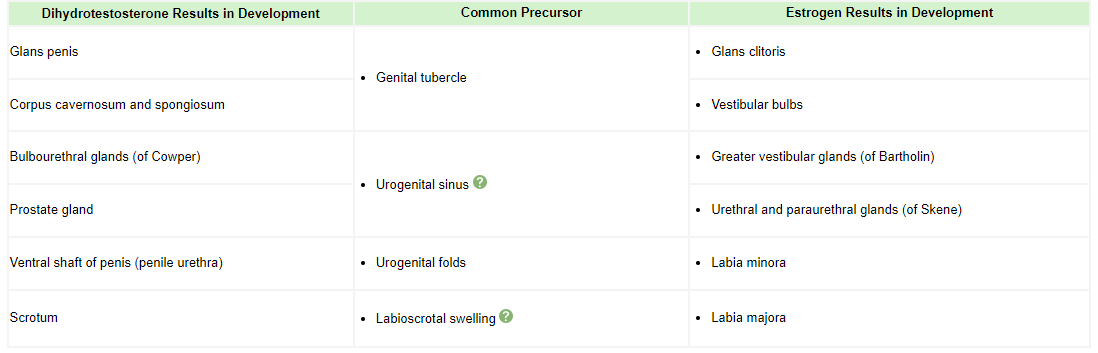 Dihydrotestosterone Results in Development
Common Precursor
Estrogen Results in Development
Glans penis
• Genital tubercle
• Glans clitoris
Corpus cavernosum and spongiosum
• Vestibular bulbs
Bulbourethral glands (of Cowper)
• Urogenital sinus ?
• Greater vestibular glands (of Bartholin)
Prostate gland
• Urethral and paraurethral glands (of Skene)
Ventral shaft of penis (penile urethra)
• Urogenital folds
• Labia minora
Scrotum
• Labioscrotal swelling ?
• Labia majora